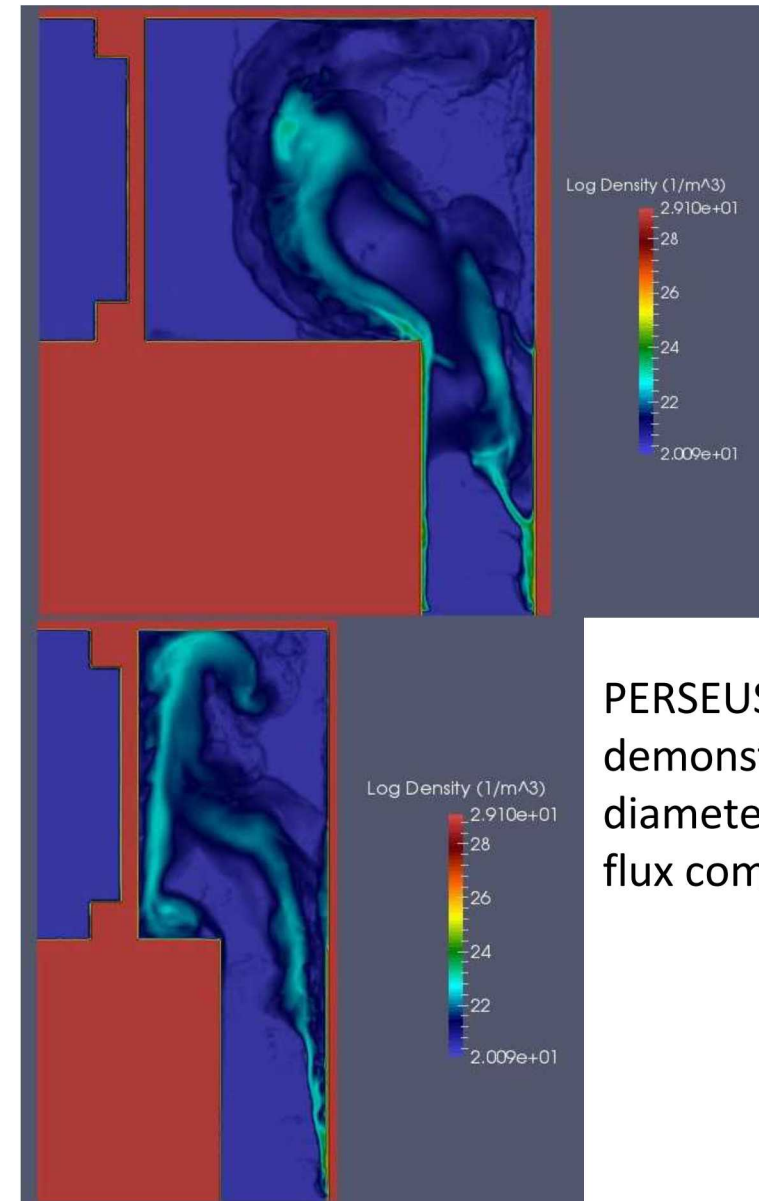 Log Density (1/m^3)
2.910e+01
28
26
24
22
2.009e+01
Log Density (1/m^3)
2.910e+01
28
26
24
22
2.009e+01
PERSEUS
demonst
diamete
flux com